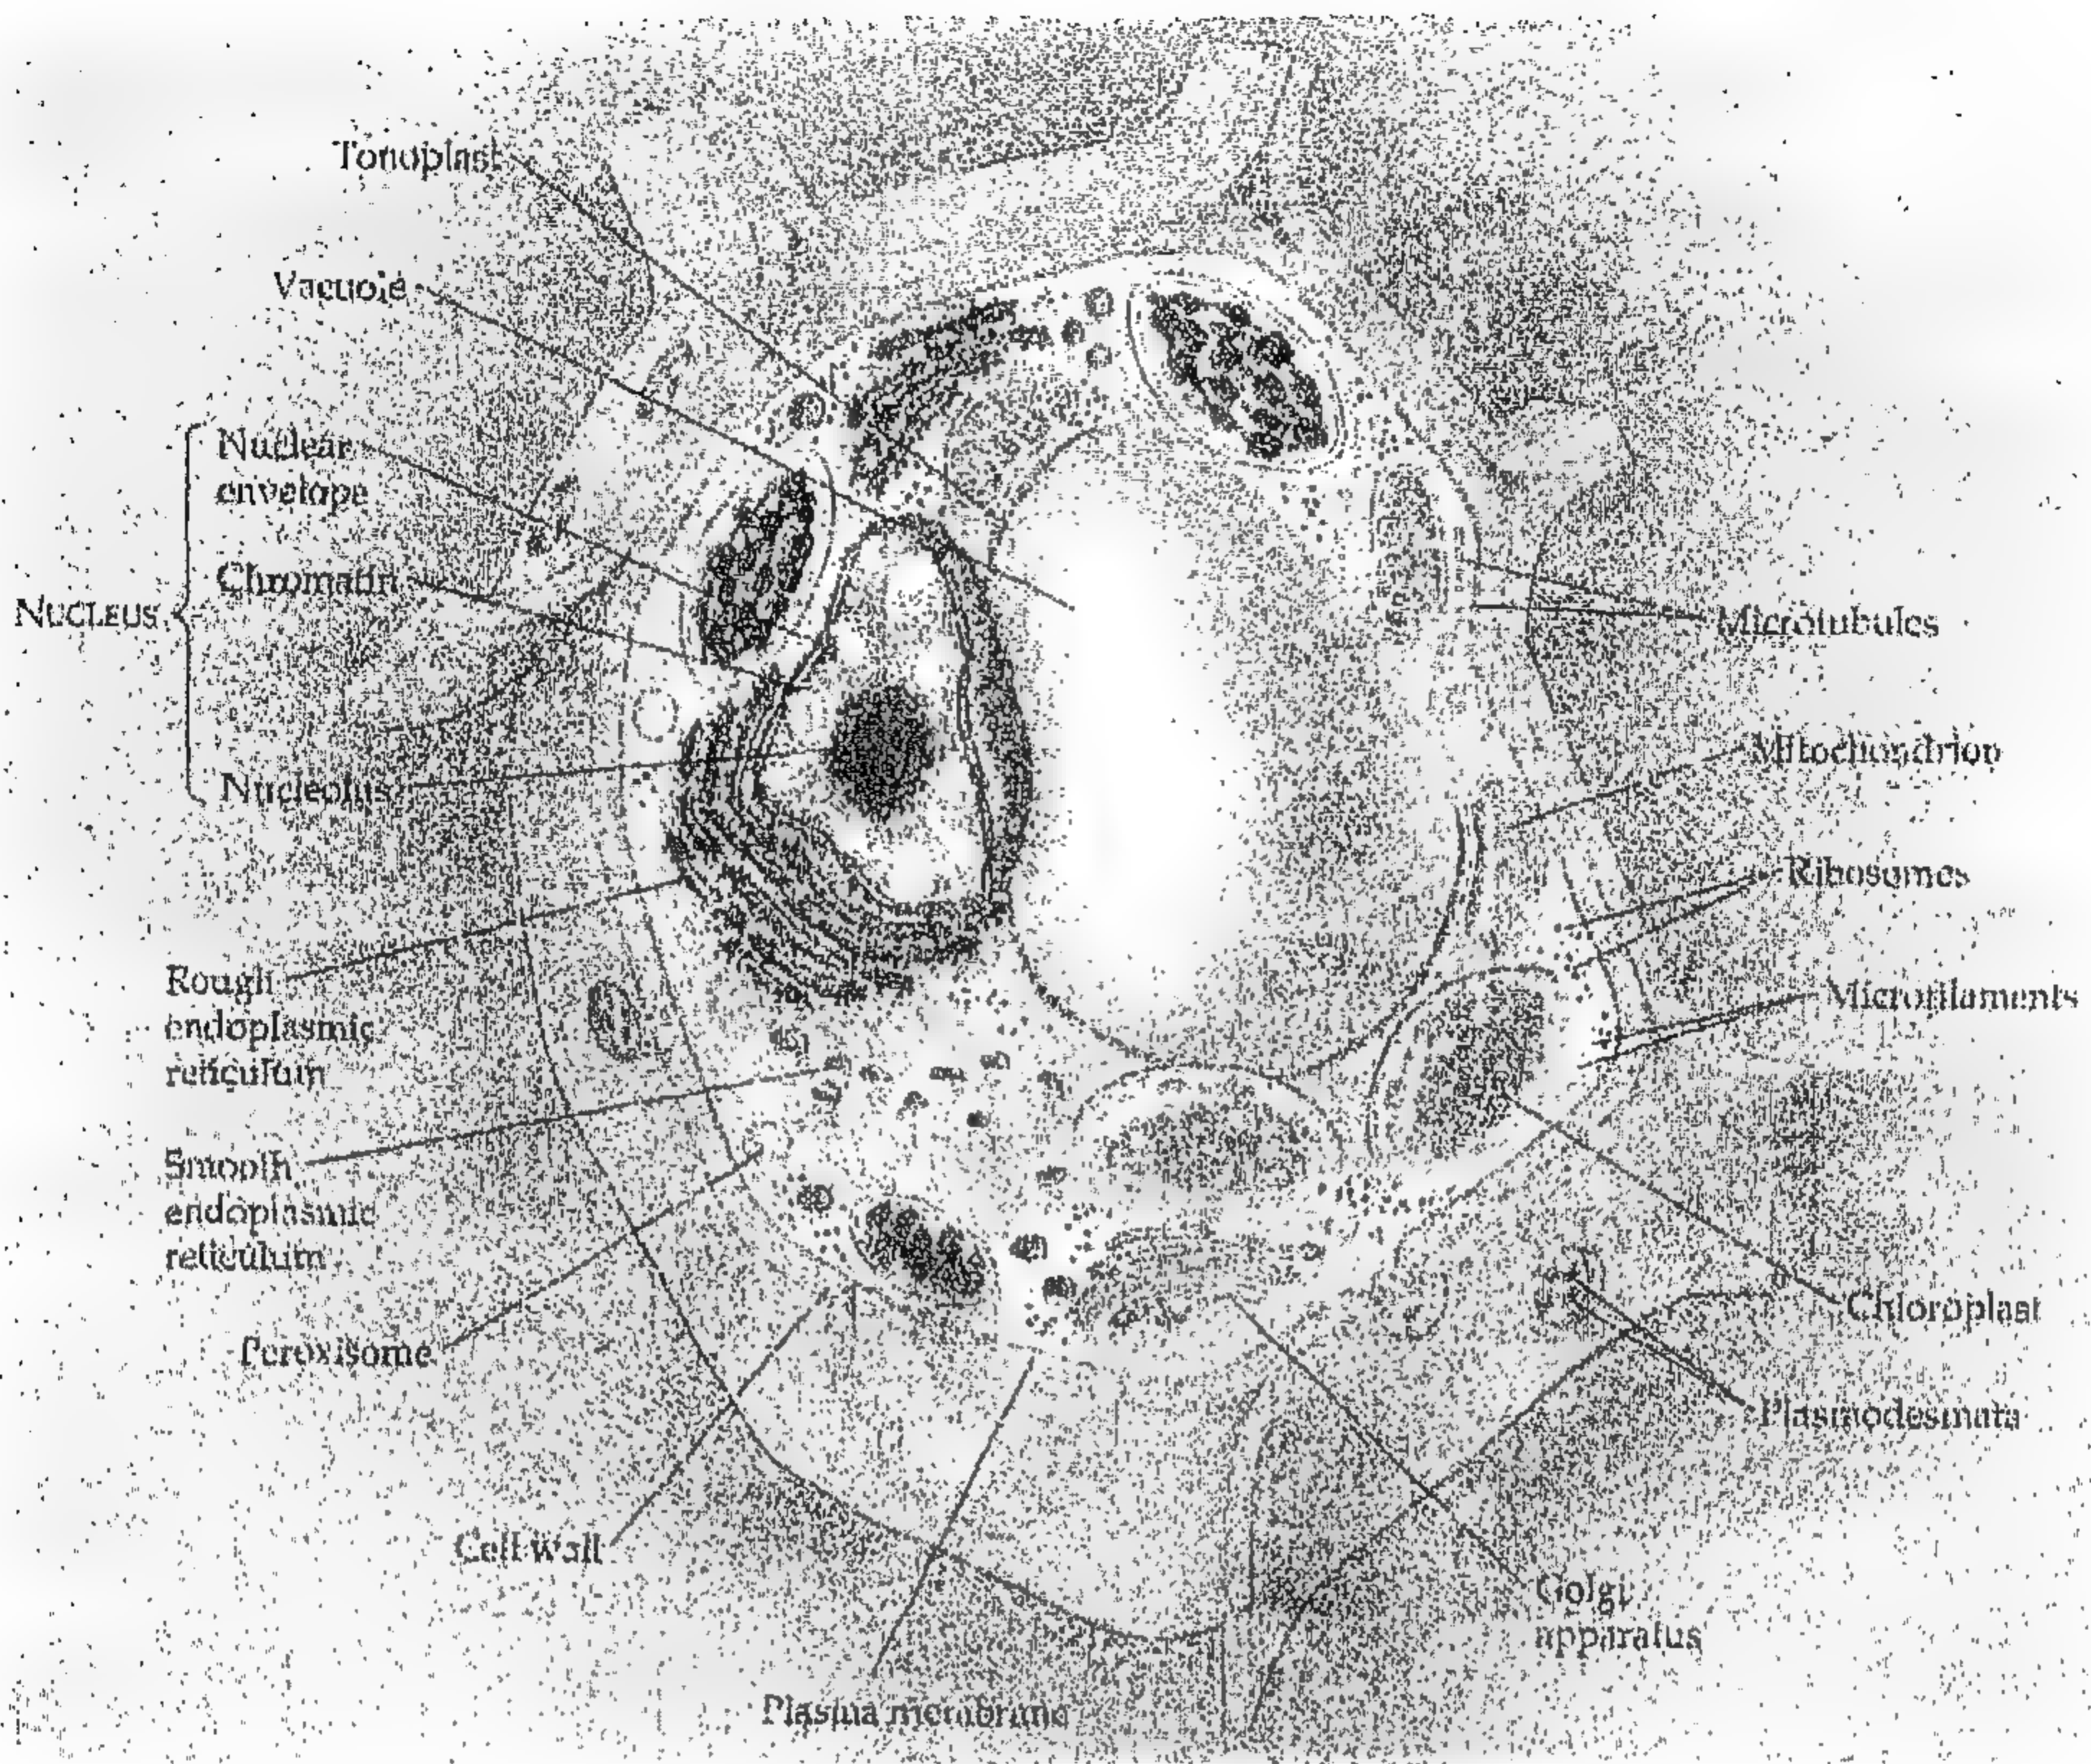 Tonoplast
Vacuole
Nuclear
envelope
Chromatin
NUCLEUS
Nucleolus
Rough
endoplasmic
reticulum
Smooth
endoplasmic
reticulum
Peroxisome
Cell wall
Plasma membrane
Microtubules
Mitochondrion
Ribosomes
Microfilaments
Chloroplast
Plasmodesmata
Golgi
apparatus